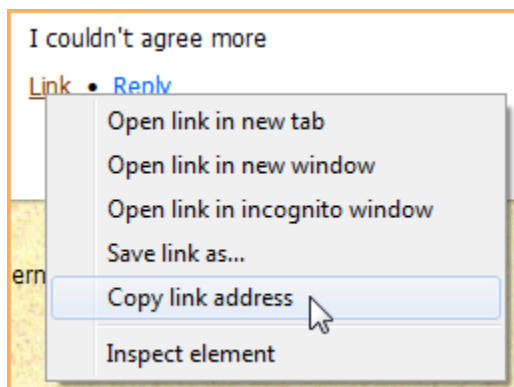 I couldn't agree more
Link • Reply
Open link in new tab
Open link in new window
Open link in incognito window
Save link as...
ern
Copy link address
Inspect element